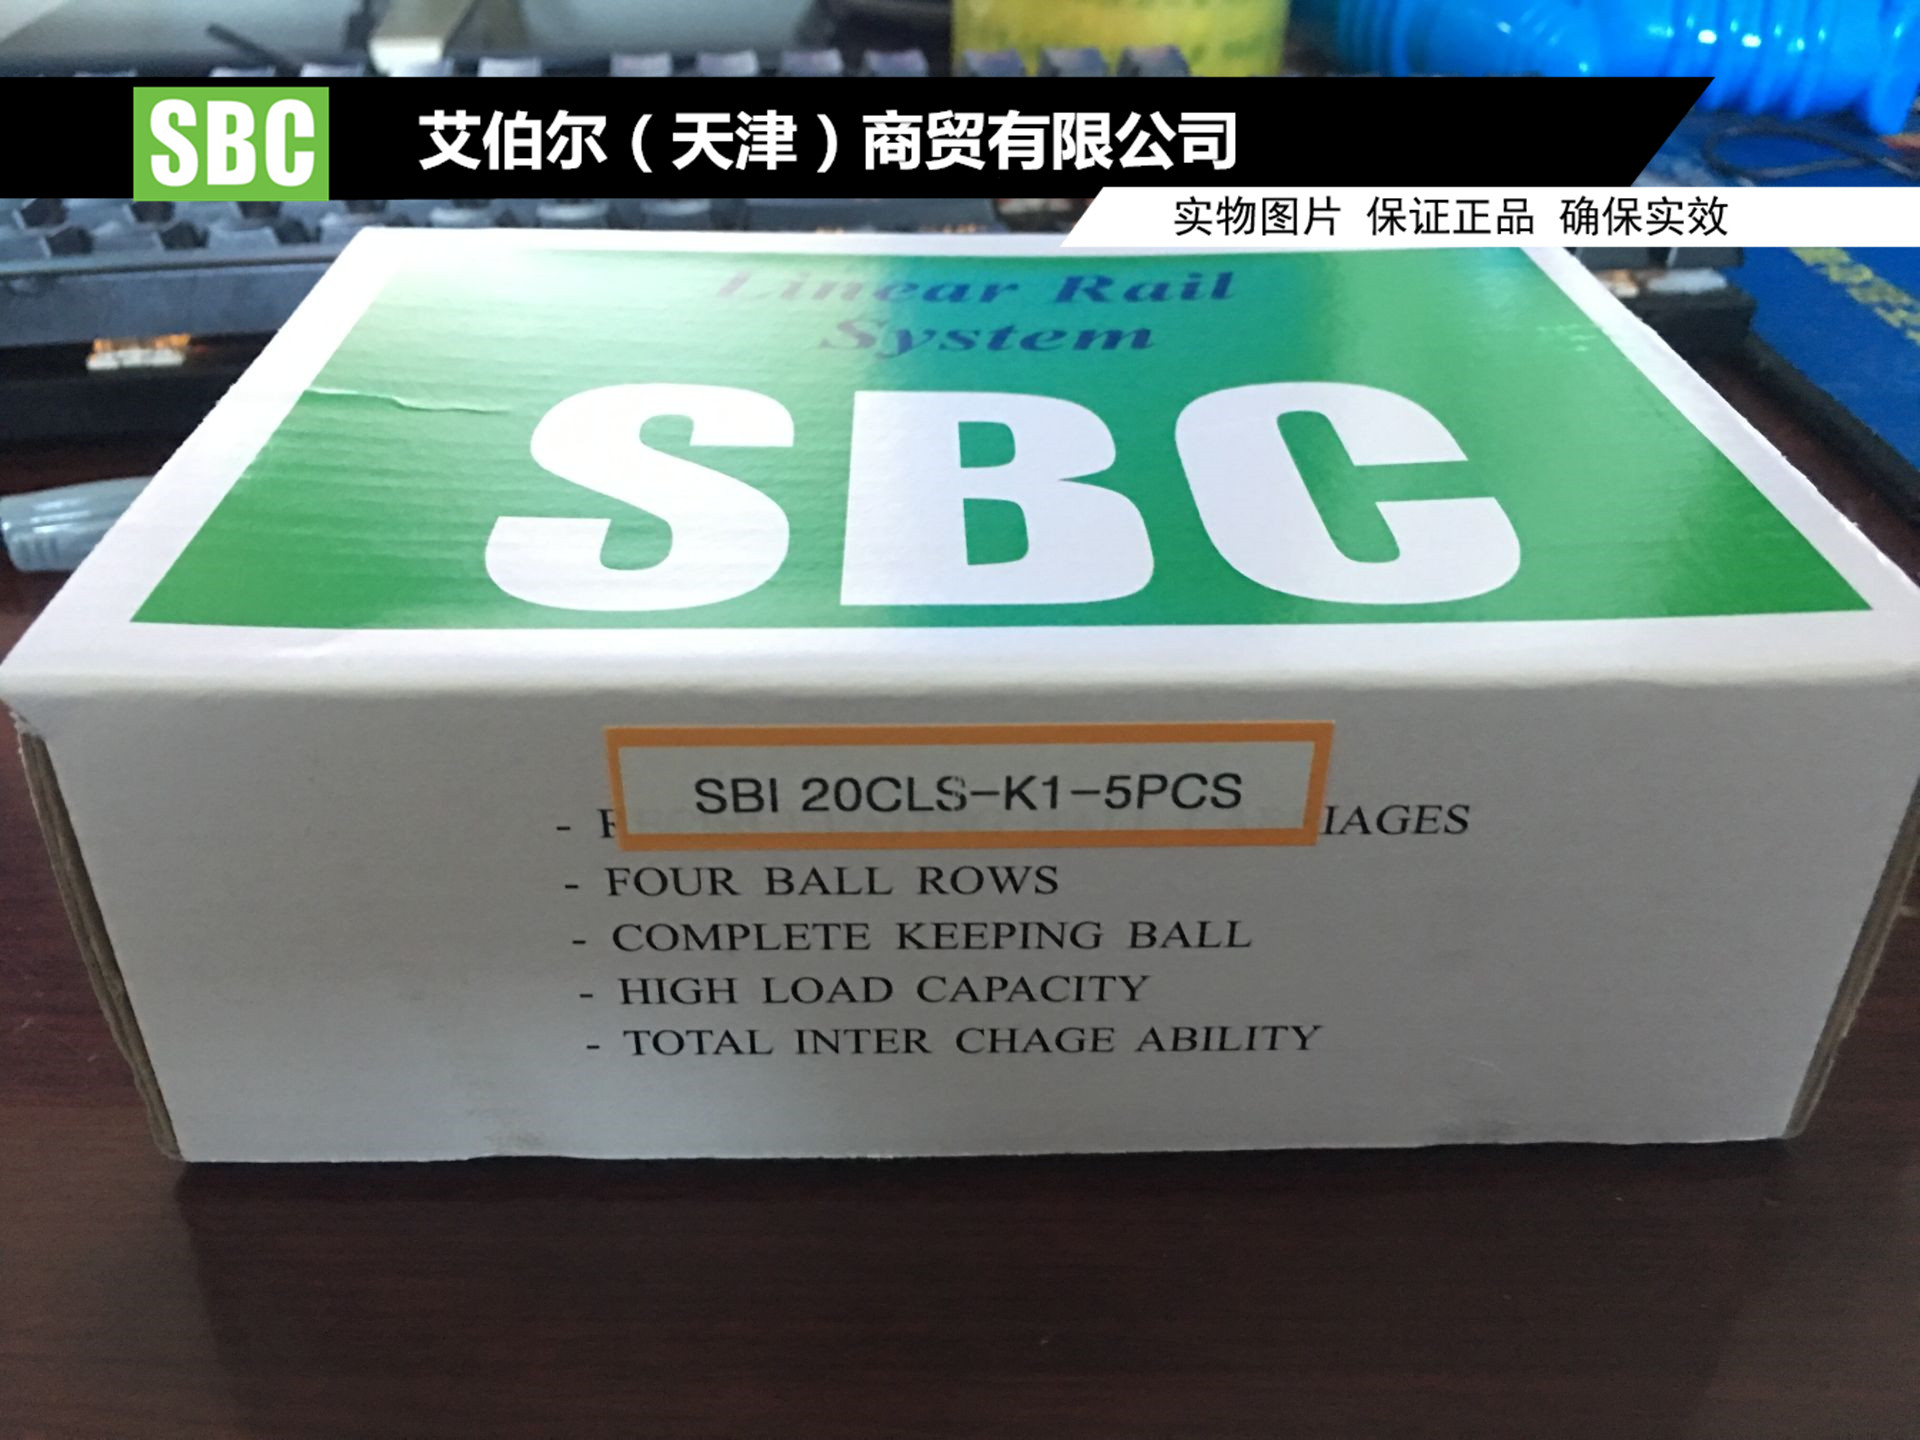 SBC
艾伯尔（天津）商贸有限公司
实物图片 保证正品 确保实效
Linear Rail
System
SBC
SBI 20CLS-K1-5PCS
- FOUR BALL ROWS
- COMPLETE KEEPING BALL
- HIGH LOAD CAPACITY
- TOTAL INTER CHAGE ABILITY